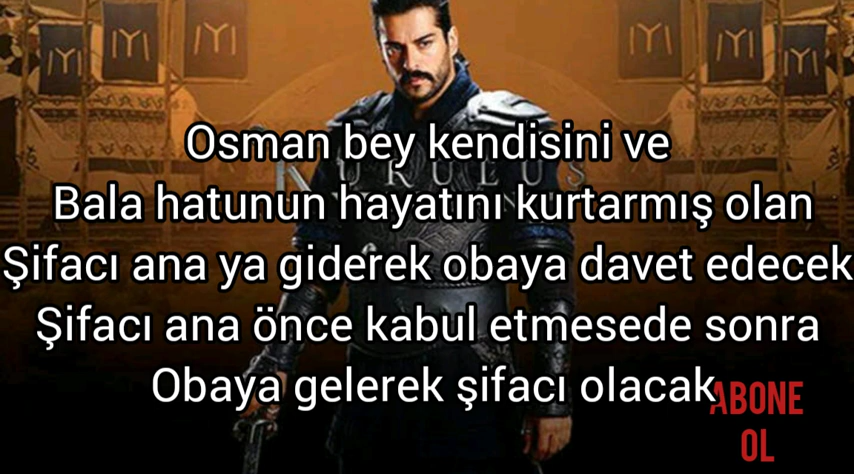 Osman bey kendisini ve
KURULUŞ
Bala hatunun hayatını kurtarmış olan
Şifacı ana ya giderek obaya davet edecek
Şifacı ana önce kabul etmesede sonra
Obaya gelerek şifacı olacak
ABONE
OL